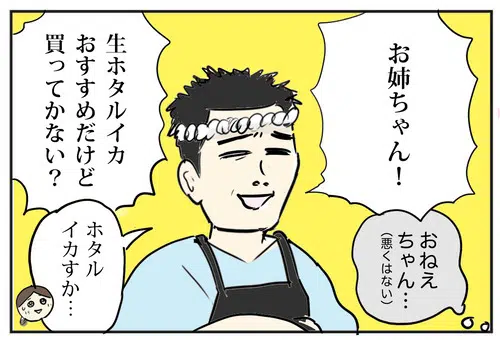 お姉ちゃん！
生ホタルイカ
おすすめだけど
買ってかない？
おねえ
ちゃん…
（悪くはない）
ホタル
イカすか…